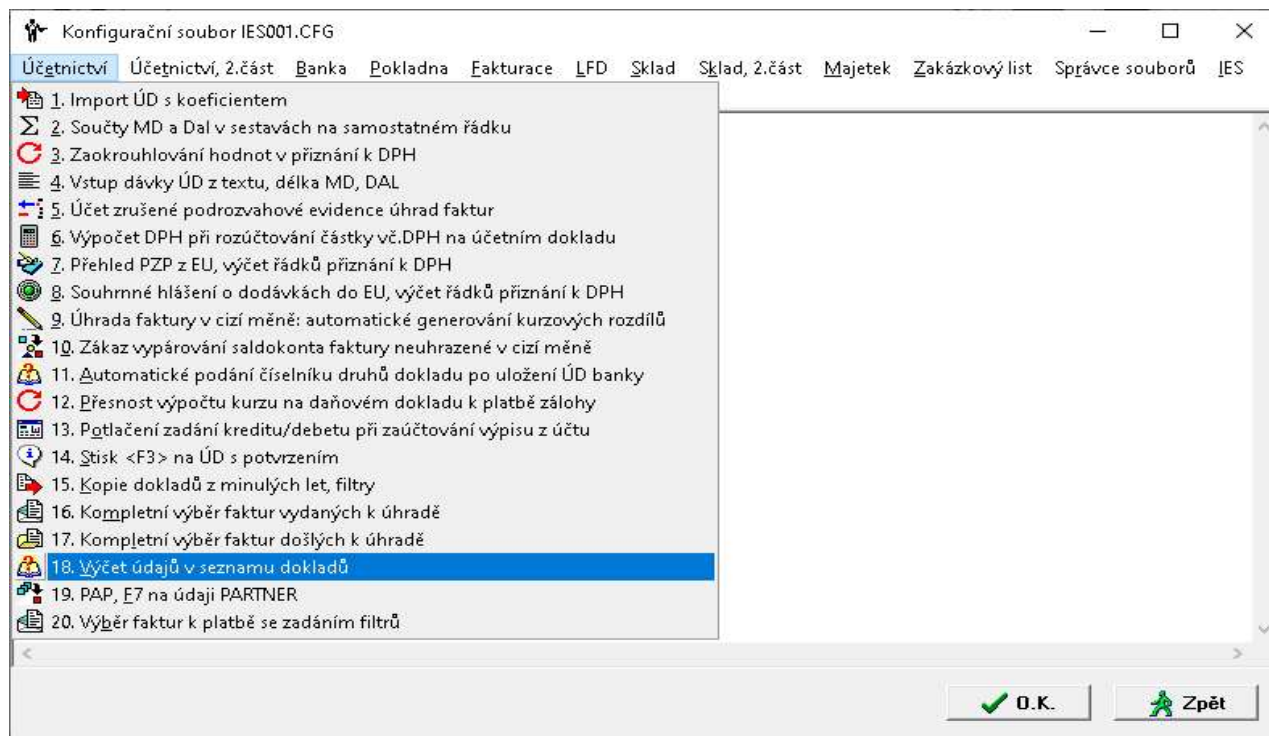 Konfigurační soubor IES001.CFG
Účetnictví Účetnictví, 2.část Banka Pokladna Fakturace LFD Sklad Sklad, 2.část Majetek Zakázkový list Správce souborů IES
1. Import ÚD s koeficientem
2. Součty MD a Dal v sestavách na samostatném řádku
3. Zaokrouhlování hodnot v přiznání k DPH
4. Vstup dávky ÚD z textu, délka MD, DAL
5. Účet zrušené podrozvahové evidence úhrad faktur
6. Výpočet DPH při rozúčtování částky vč.DPH na účetním dokladu
7. Přehled PZP z EU, výčet řádků přiznání k DPH
8. Souhrnné hlášení o dodávkách do EU, výčet řádků přiznání k DPH
9. Úhrada faktury v cizí měně: automatické generování kurzových rozdílů
10. Zákaz vypárování saldokonta faktury neuhrazené v cizí měně
11. Automatické podání číselníku druhů dokladu po uložení ÚD banky
12. Přesnost výpočtu kurzu na daňovém dokladu k platbě zálohy
13. Potlačení zadání kreditu/debetu při zaúčtování výpisu z účtu
14. Stisk <F3> na ÚD s potvrzením
15. Kopie dokladů z minulých let, filtry
16. Kompletní výběr faktur vydaných k úhradě
17. Kompletní výběr faktur došlých k úhradě
18. Výčet údajů v seznamu dokladů
19. PAP, F7 na údaji PARTNER
20. Výběr faktur k platbě se zadáním filtrů
O.K. Zpět